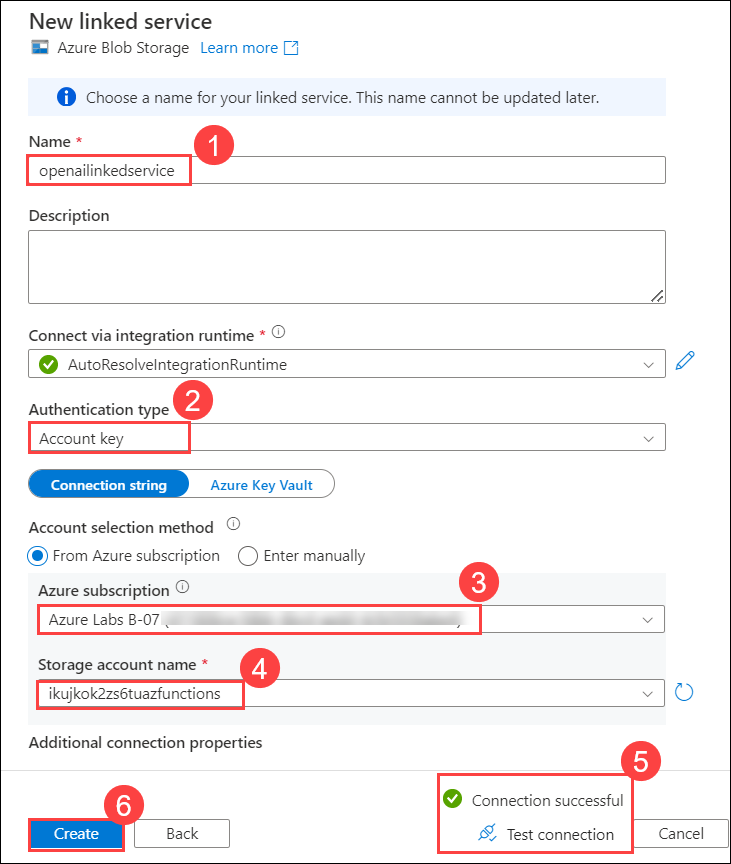 New linked service
Azure Blob Storage Learn more
Choose a name for your linked service. This name cannot be updated later.
Name * 1
openailinkedservice
Description
Connect via integration runtime *
AutoResolveIntegrationRuntime
Authentication type 2
Account key
Connection string Azure Key Vault
Account selection method
From Azure subscription Enter manually
Azure subscription 3
Azure Labs B-07
Storage account name * 4
ikujkok2zs6tuazfunctions
Additional connection properties
5
Connection successful
6
Create Back Test connection Cancel